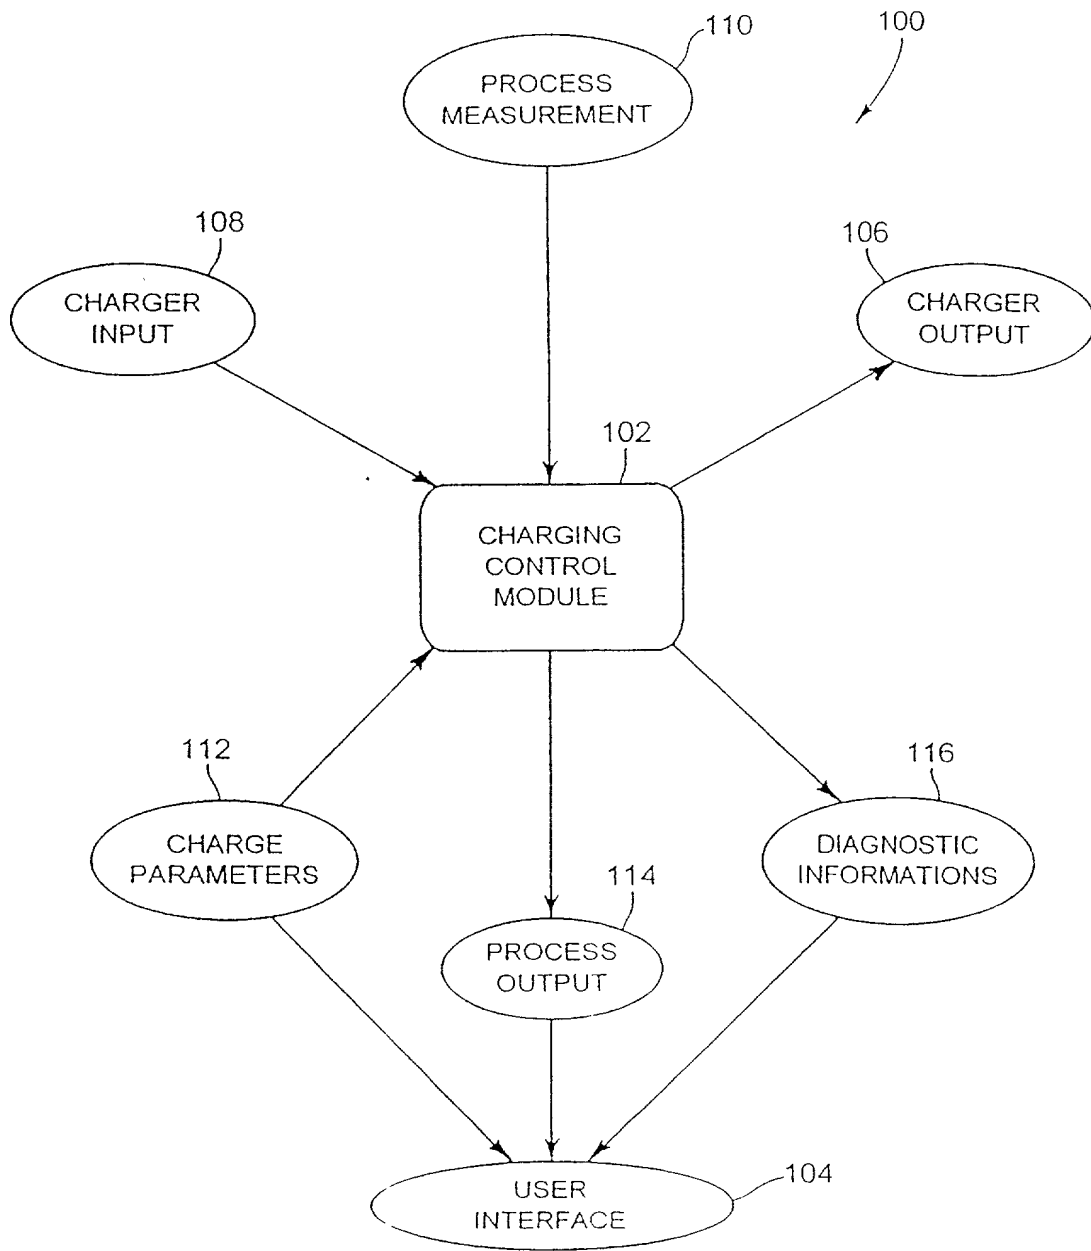 110
100
PROCESS
MEASUREMENT
108
106
CHARGER
INPUT
CHARGER
OUTPUT
102
CHARGING
CONTROL
MODULE
112
116
CHARGE
PARAMETERS
DIAGNOSTIC
INFORMATIONS
114
PROCESS
OUTPUT
USER
INTERFACE
104